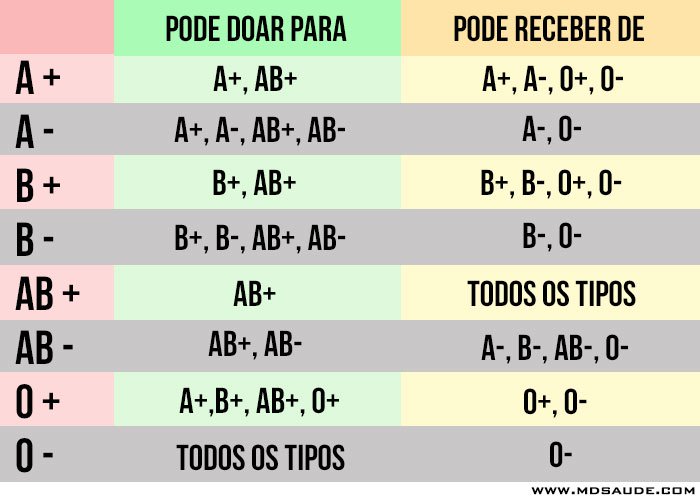 PODE DOAR PARA PODE RECEBER DE
A + A+, AB+ A+, A-, O+, O-
A - A+, A-, AB+, AB- A-, O-
B + B+, AB+ B+, B-, O+, O-
B - B+, B-, AB+, AB- B-, O-
AB + AB+ TODOS OS TIPOS
AB - AB+, AB- A-, B-, AB-, O-
O + A+,B+, AB+, O+ O+, O-
O - TODOS OS TIPOS O-
WWW.MDSAUDE.COM